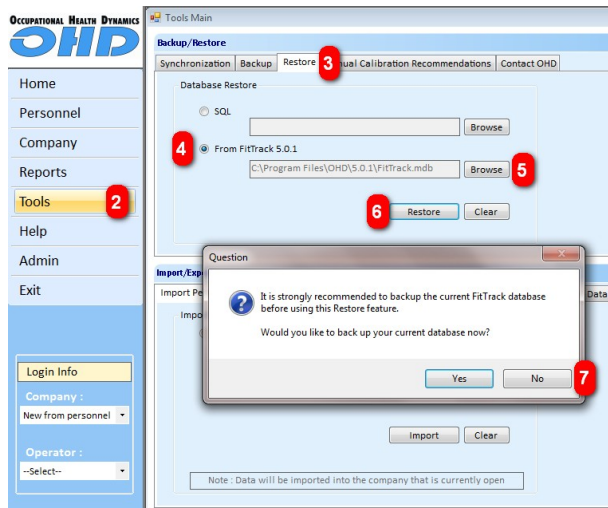 OCCUPATIONAL HEALTH DYNAMICS
OHD
Home
Personnel
Company
Reports
Tools 2
Help
Admin
Exit
Login Info
Company :
New from personnel
Operator :
--Select--
Tools Main
Backup/Restore
Synchronization Backup Restore 3 nual Calibration Recommendations Contact OHD
Database Restore
SQL
Browse
4 From FitTrack 5.0.1
C:\Program Files\OHD\5.0.1\FitTrack.mdb Browse 5
6 Restore Clear
Question
It is strongly recommended to backup the current FitTrack database
before using this Restore feature.
Would you like to back up your current database now?
Yes No 7
Import/Exp
Import Pe Data
Impo
Import Clear
Note : Data will be imported into the company that is currently open